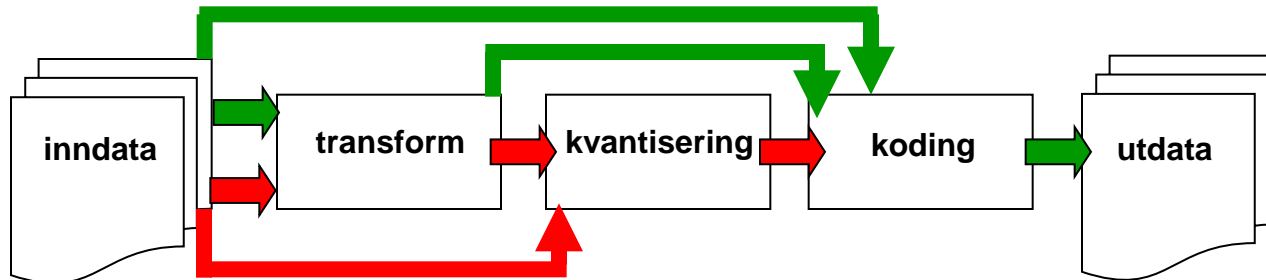 inndata
transform
kvantisering
koding
utdata